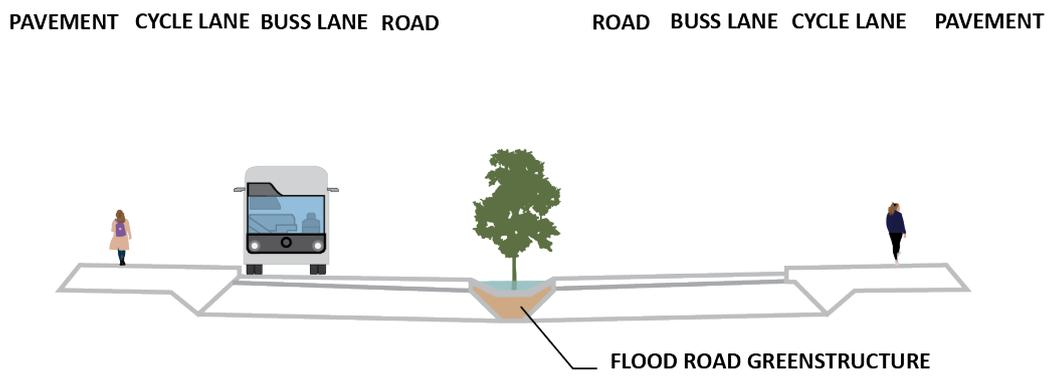 PAVEMENT CYCLE LANE BUSS LANE ROAD ROAD BUSS LANE CYCLE LANE PAVEMENT
FLOOD ROAD GREENSTRUCTURE